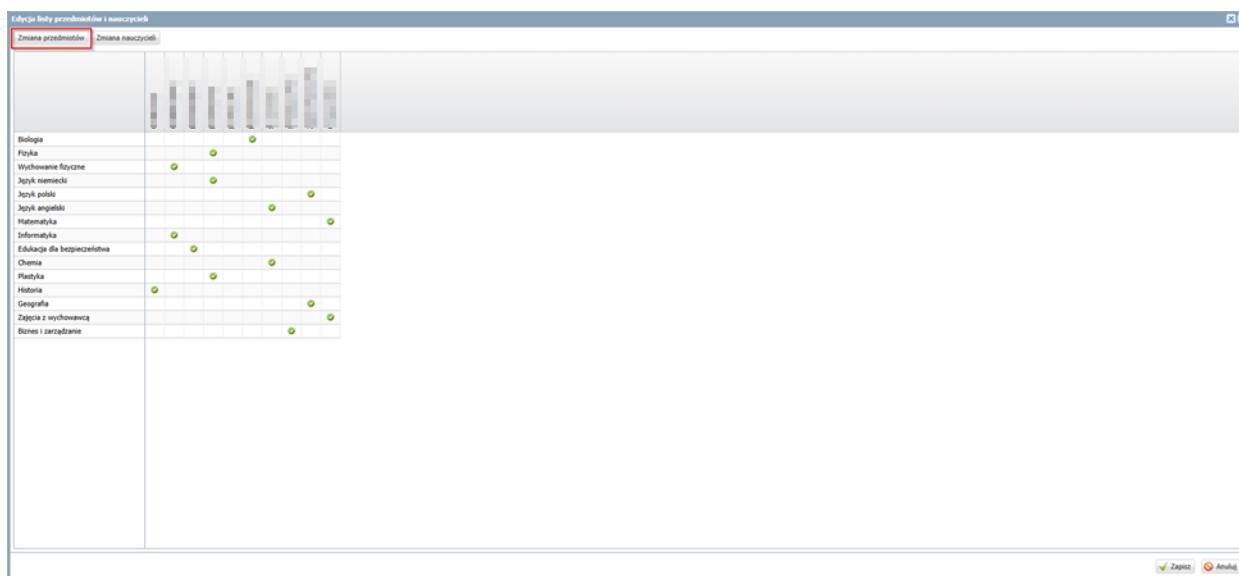 Edycja listy przedmiotów i nauczycieli
Zmiana przedmiotów Zmiana nauczycieli
Biologia
Fizyka
Wychowanie fizyczne
Język niemiecki
Język polski
Język angielski
Matematyka
Informatyka
Edukacja dla bezpieczeństwa
Chemia
Plastyka
Historia
Geografia
Zajęcia z wychowawcą
Biznes i zarządzanie
Zapisz Anuluj